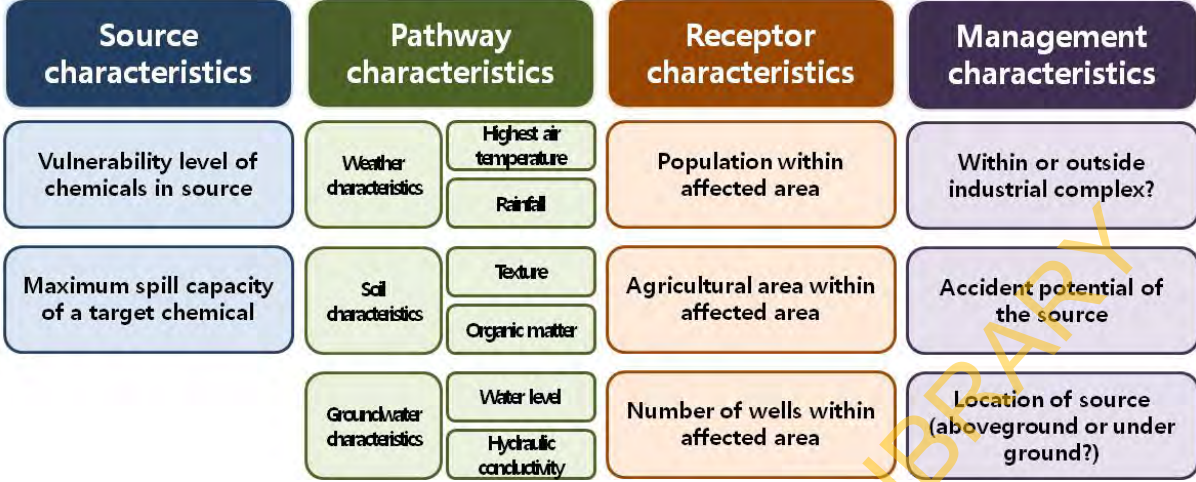 Source
characteristics
Vulnerability level of
chemicals in source
Maximum spill capacity
of a target chemical
Pathway
characteristics
Weather
characteristics
Highest air
temperature
Rainfall
Soil
characteristics
Texture
Organic matter
Groundwater
characteristics
Water level
Hydraulic
conductivity
Receptor
characteristics
Population within
affected area
Agricultural area within
affected area
Number of wells within
affected area
Management
characteristics
Within or outside
industrial complex?
Accident potential of
the source
Location of source
(aboveground or under
ground?)